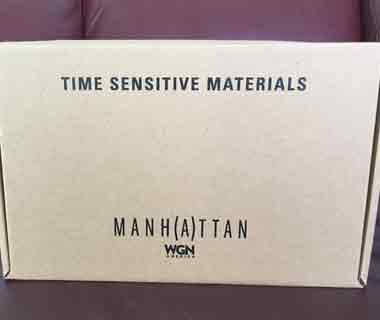 TIME SENSITIVE MATERIALS
MANH(A)TTAN
WGN
AMERICA